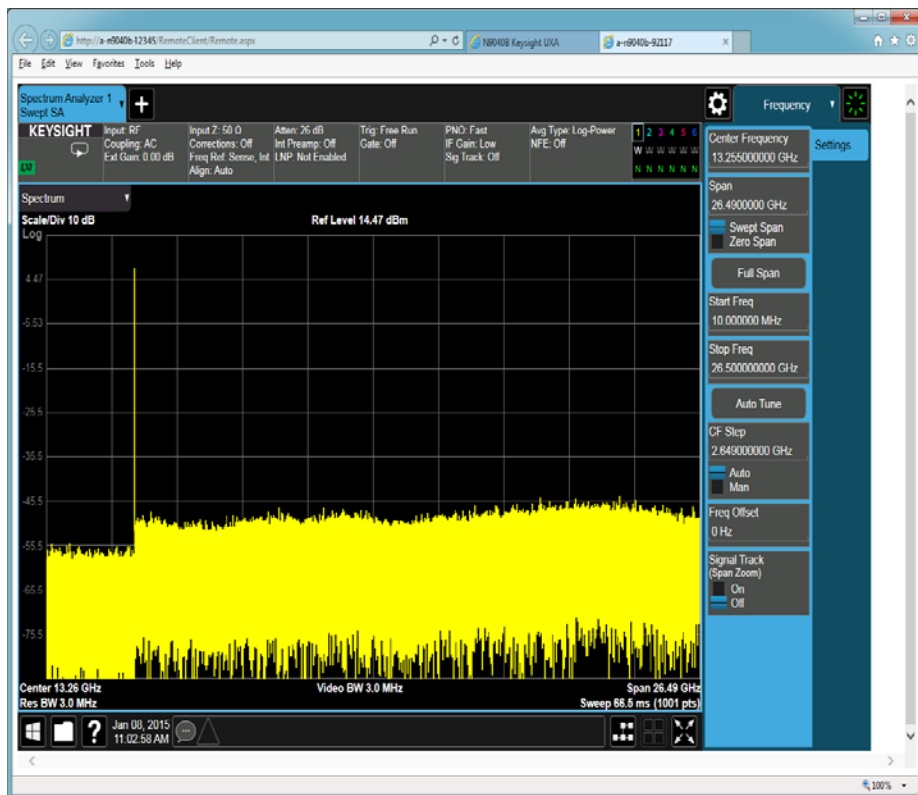 http://a-n9040b-12345/RemoteClient/Remote.aspx
N9040B Keysight UXA
a-n9040b-92117
File Edit View Favorites Tools Help
Spectrum Analyzer 1
Swept SA
Frequency
KEYSIGHT
LXI
Input: RF
Coupling: AC
Ext Gain: 0.00 dB
Input Z: 50 Ω
Corrections: Off
Freq Ref: Sense, Int
Align: Auto
Atten: 26 dB
Int Preamp: Off
LNP: Not Enabled
Trig: Free Run
Gate: Off
PNO: Fast
IF Gain: Low
Sig Track: Off
Avg Type: Log-Power
NFE: Off
1 2 3 4 5 6
W W W W W W
N N N N N N
Center Frequency
13.255000000 GHz
Settings
Span
26.4900000 GHz
Swept Span
Zero Span
Full Span
Start Freq
10.000000 MHz
Stop Freq
26.500000000 GHz
Auto Tune
CF Step
2.649000000 GHz
Auto
Man
Freq Offset
0 Hz
Signal Track
(Span Zoom)
On
Off
Spectrum
Scale/Div 10 dB
Ref Level 14.47 dBm
Log
4.47
-5.53
-15.5
-25.5
-35.5
-45.5
-55.5
-65.5
-75.5
Center 13.26 GHz
Video BW 3.0 MHz
Span 26.49 GHz
Res BW 3.0 MHz
Sweep 66.5 ms (1001 pts)
?
Jan 08, 2015
11:02:58 AM
100%